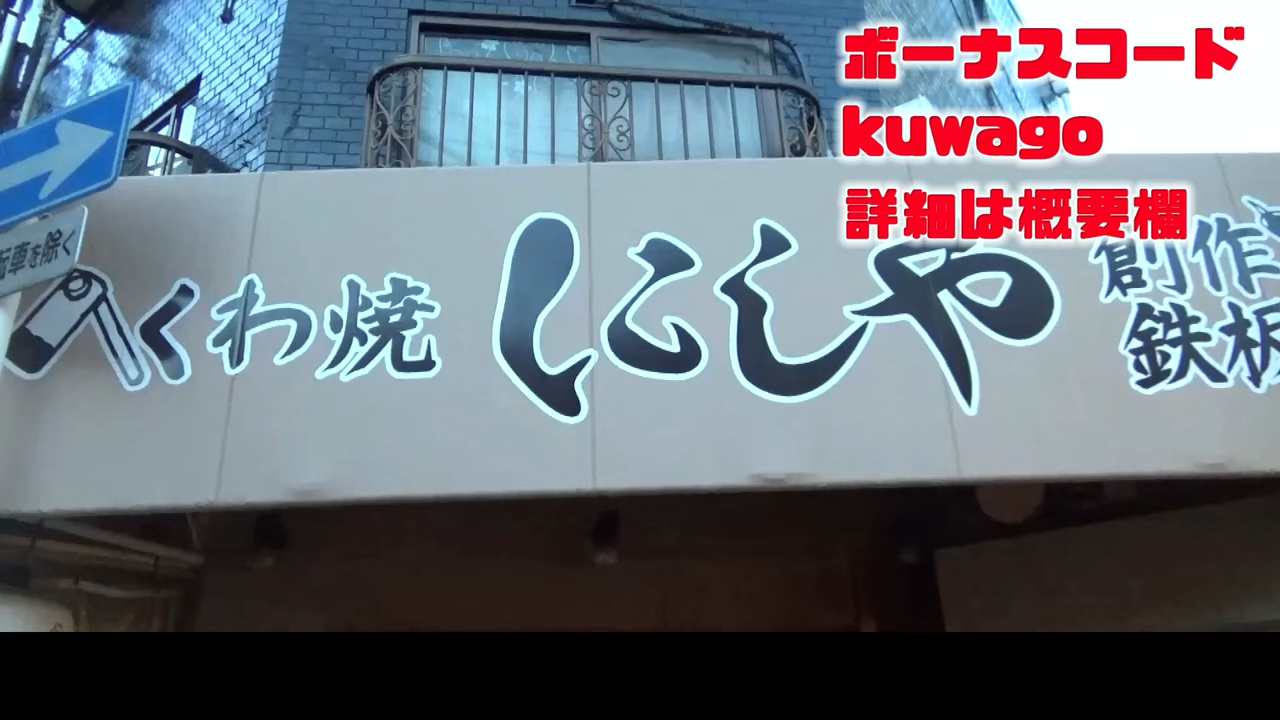 ボーナスコード
kuwago
詳細は概要欄
転車を除く
くわ焼 にしや
創作
鉄板